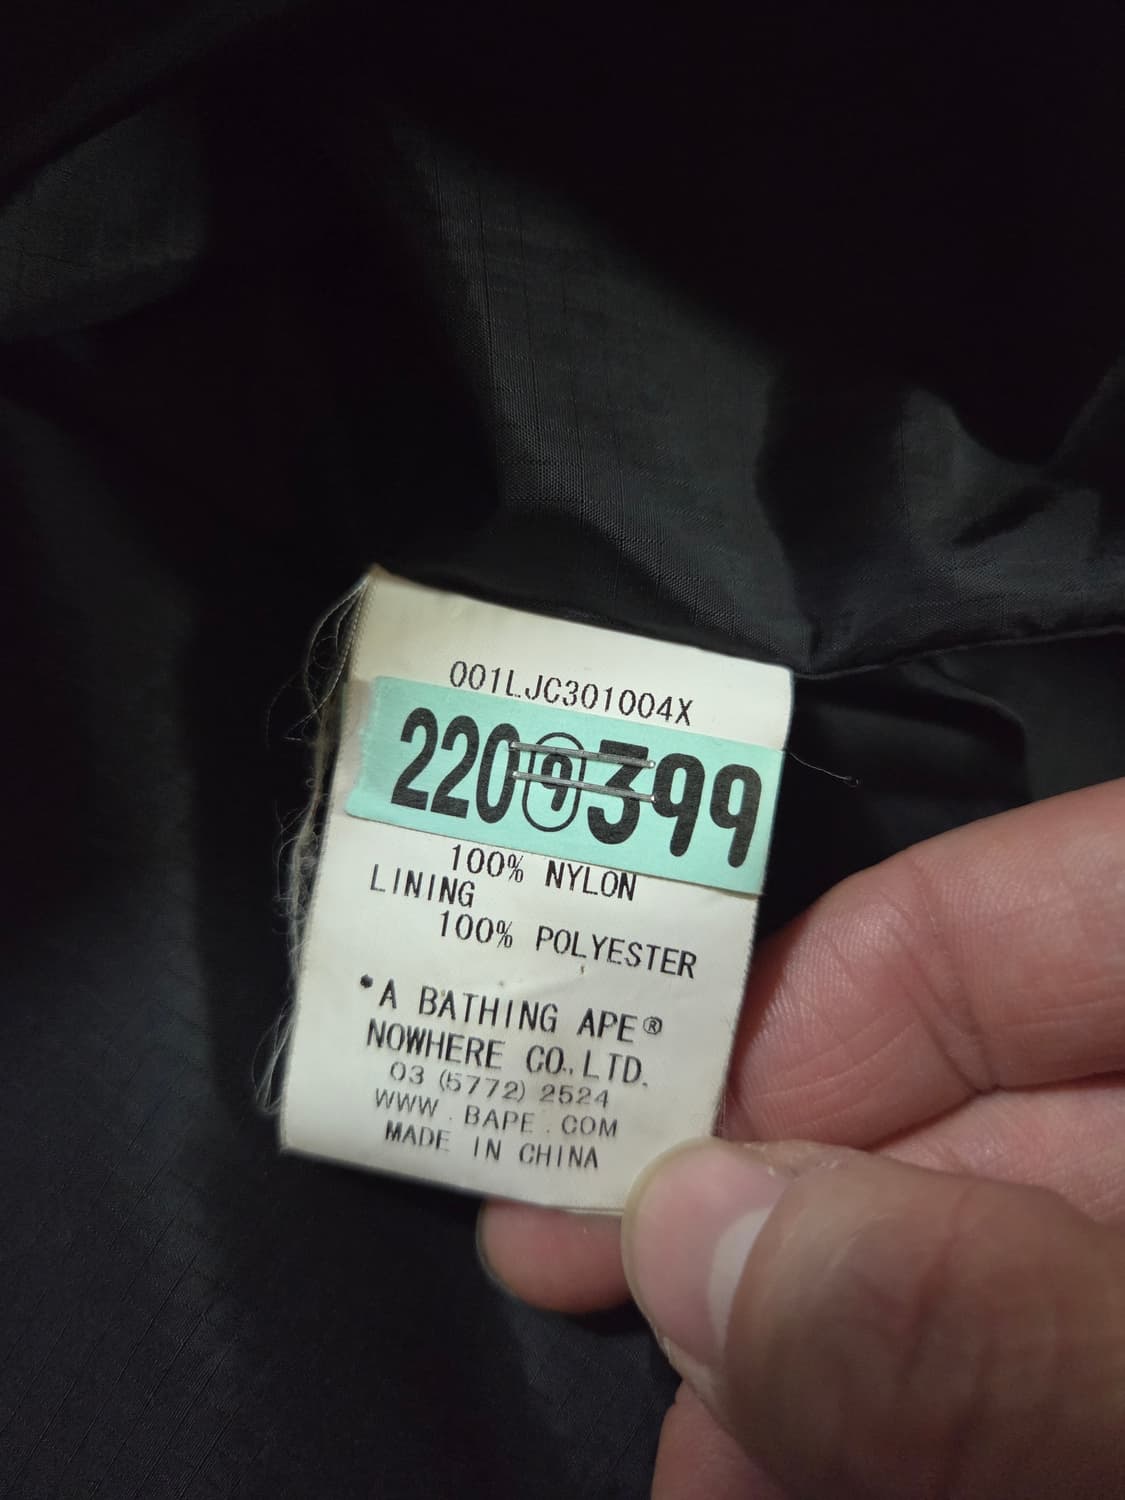 001LJC301004X
220 9 399
100% NYLON
LINING
100% POLYESTER
•A BATHING APE®
NOWHERE CO.,LTD.
03 (5772) 2524
WWW.BAPE.COM
MADE IN CHINA